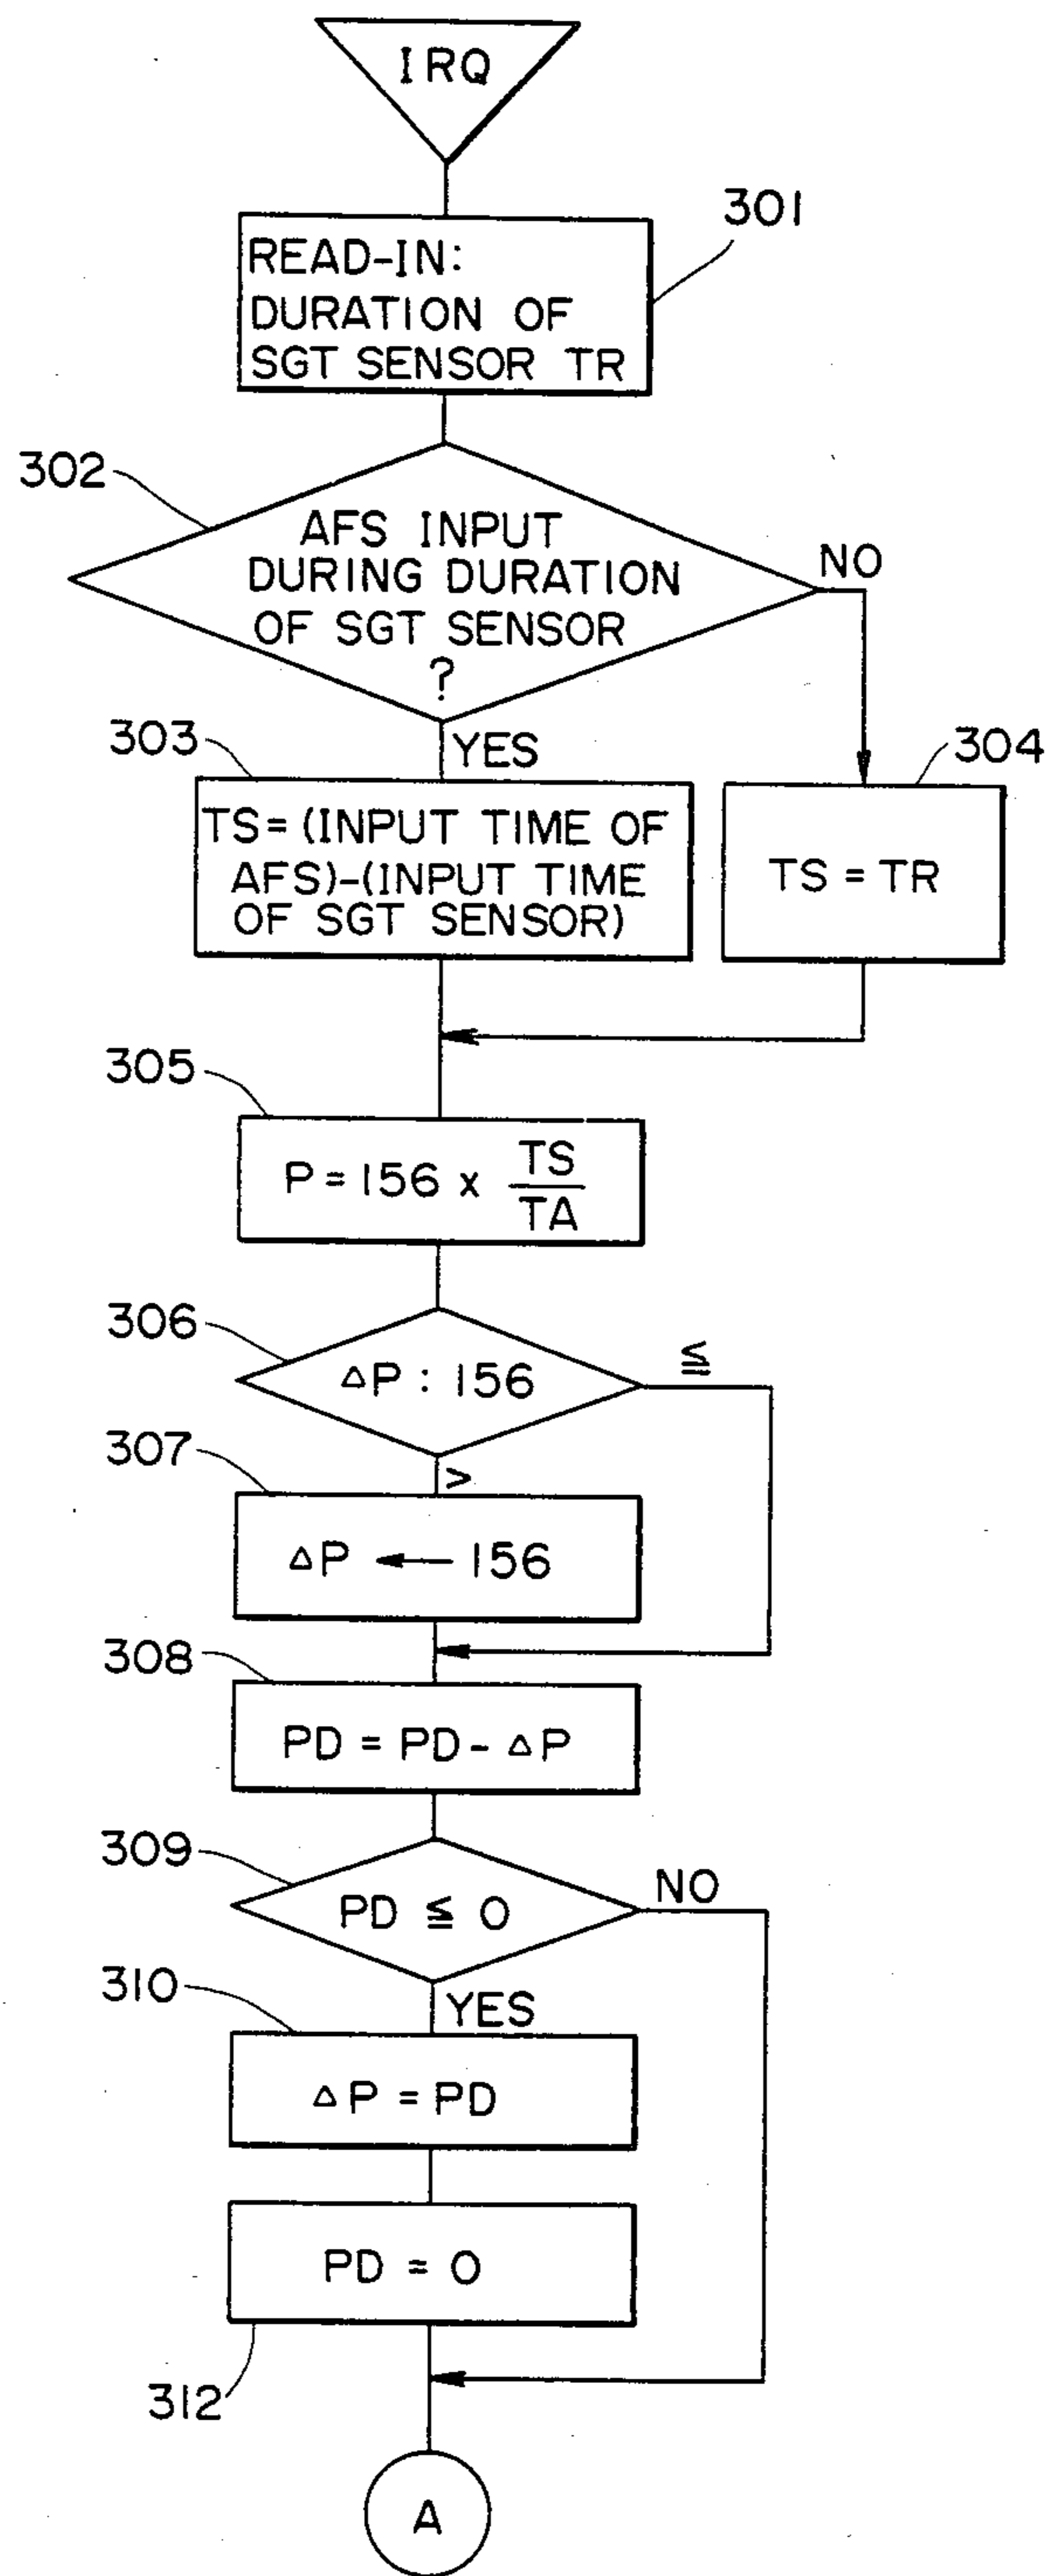 IRQ
301
READ-IN:
DURATION OF
SGT SENSOR TR
302
AFS INPUT
DURING DURATION
OF SGT SENSOR
?
NO
YES
303
TS = (INPUT TIME OF
AFS)-(INPUT TIME
OF SGT SENSOR)
304
TS = TR
305
P = 156 x TS
TA
306
ΔP : 156
≦
>
307
ΔP ← 156
308
PD = PD - ΔP
309
PD ≦ 0
NO
YES
310
ΔP = PD
PD = 0
312
A